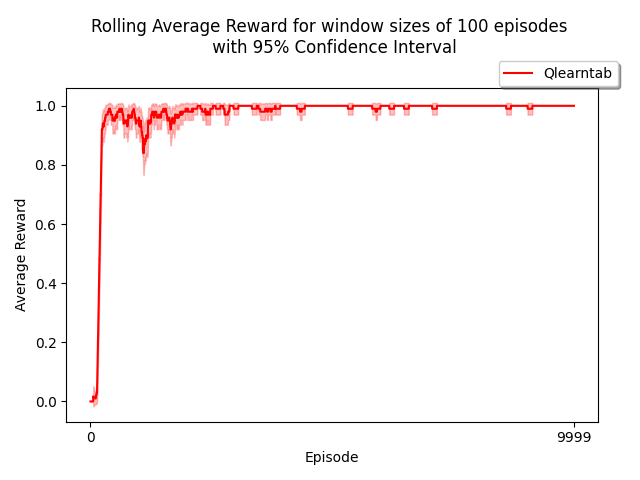 Rolling Average Reward for window sizes of 100 episodes
with 95% Confidence Interval
Qlearntab
1.0
0.8
0.6
0.4
0.2
0.0
Average Reward
0
9999
Episode